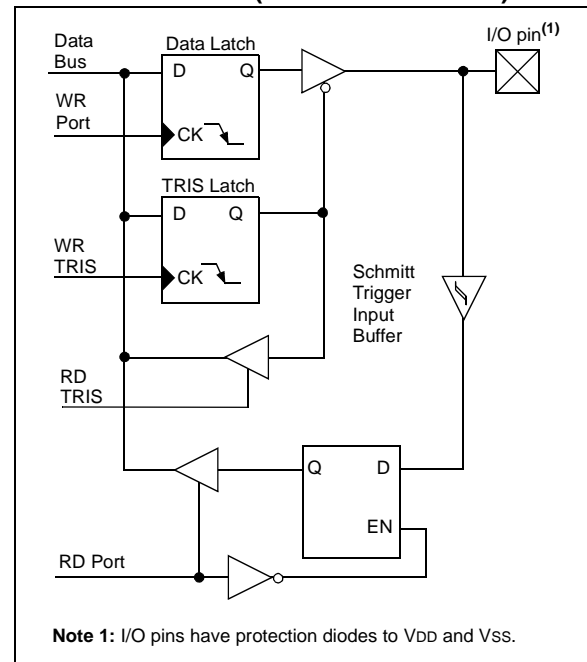 Data
Bus
Data Latch
I/O pin(1)
D
Q
WR
Port
CK
TRIS Latch
D
Q
WR
TRIS
CK
Schmitt
Trigger
Input
Buffer
RD
TRIS
Q
D
EN
RD Port
Note 1: I/O pins have protection diodes to VDD and VSS.